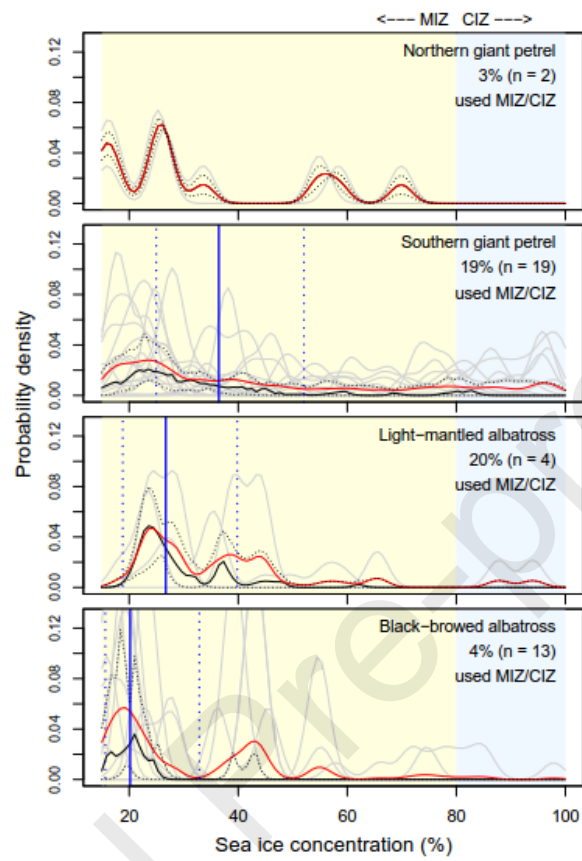 <--- MIZ CIZ --->
0.12
0.08
0.04
0.00
Northern giant petrel
3% (n = 2)
used MIZ/CIZ
0.12
0.08
0.04
0.00
Southern giant petrel
19% (n = 19)
used MIZ/CIZ
Probability density
0.12
0.08
0.04
0.00
Light−mantled albatross
20% (n = 4)
used MIZ/CIZ
0.12
0.08
0.04
0.00
Black−browed albatross
4% (n = 13)
used MIZ/CIZ
20 40 60 80 100
Sea ice concentration (%)
Pre-pr